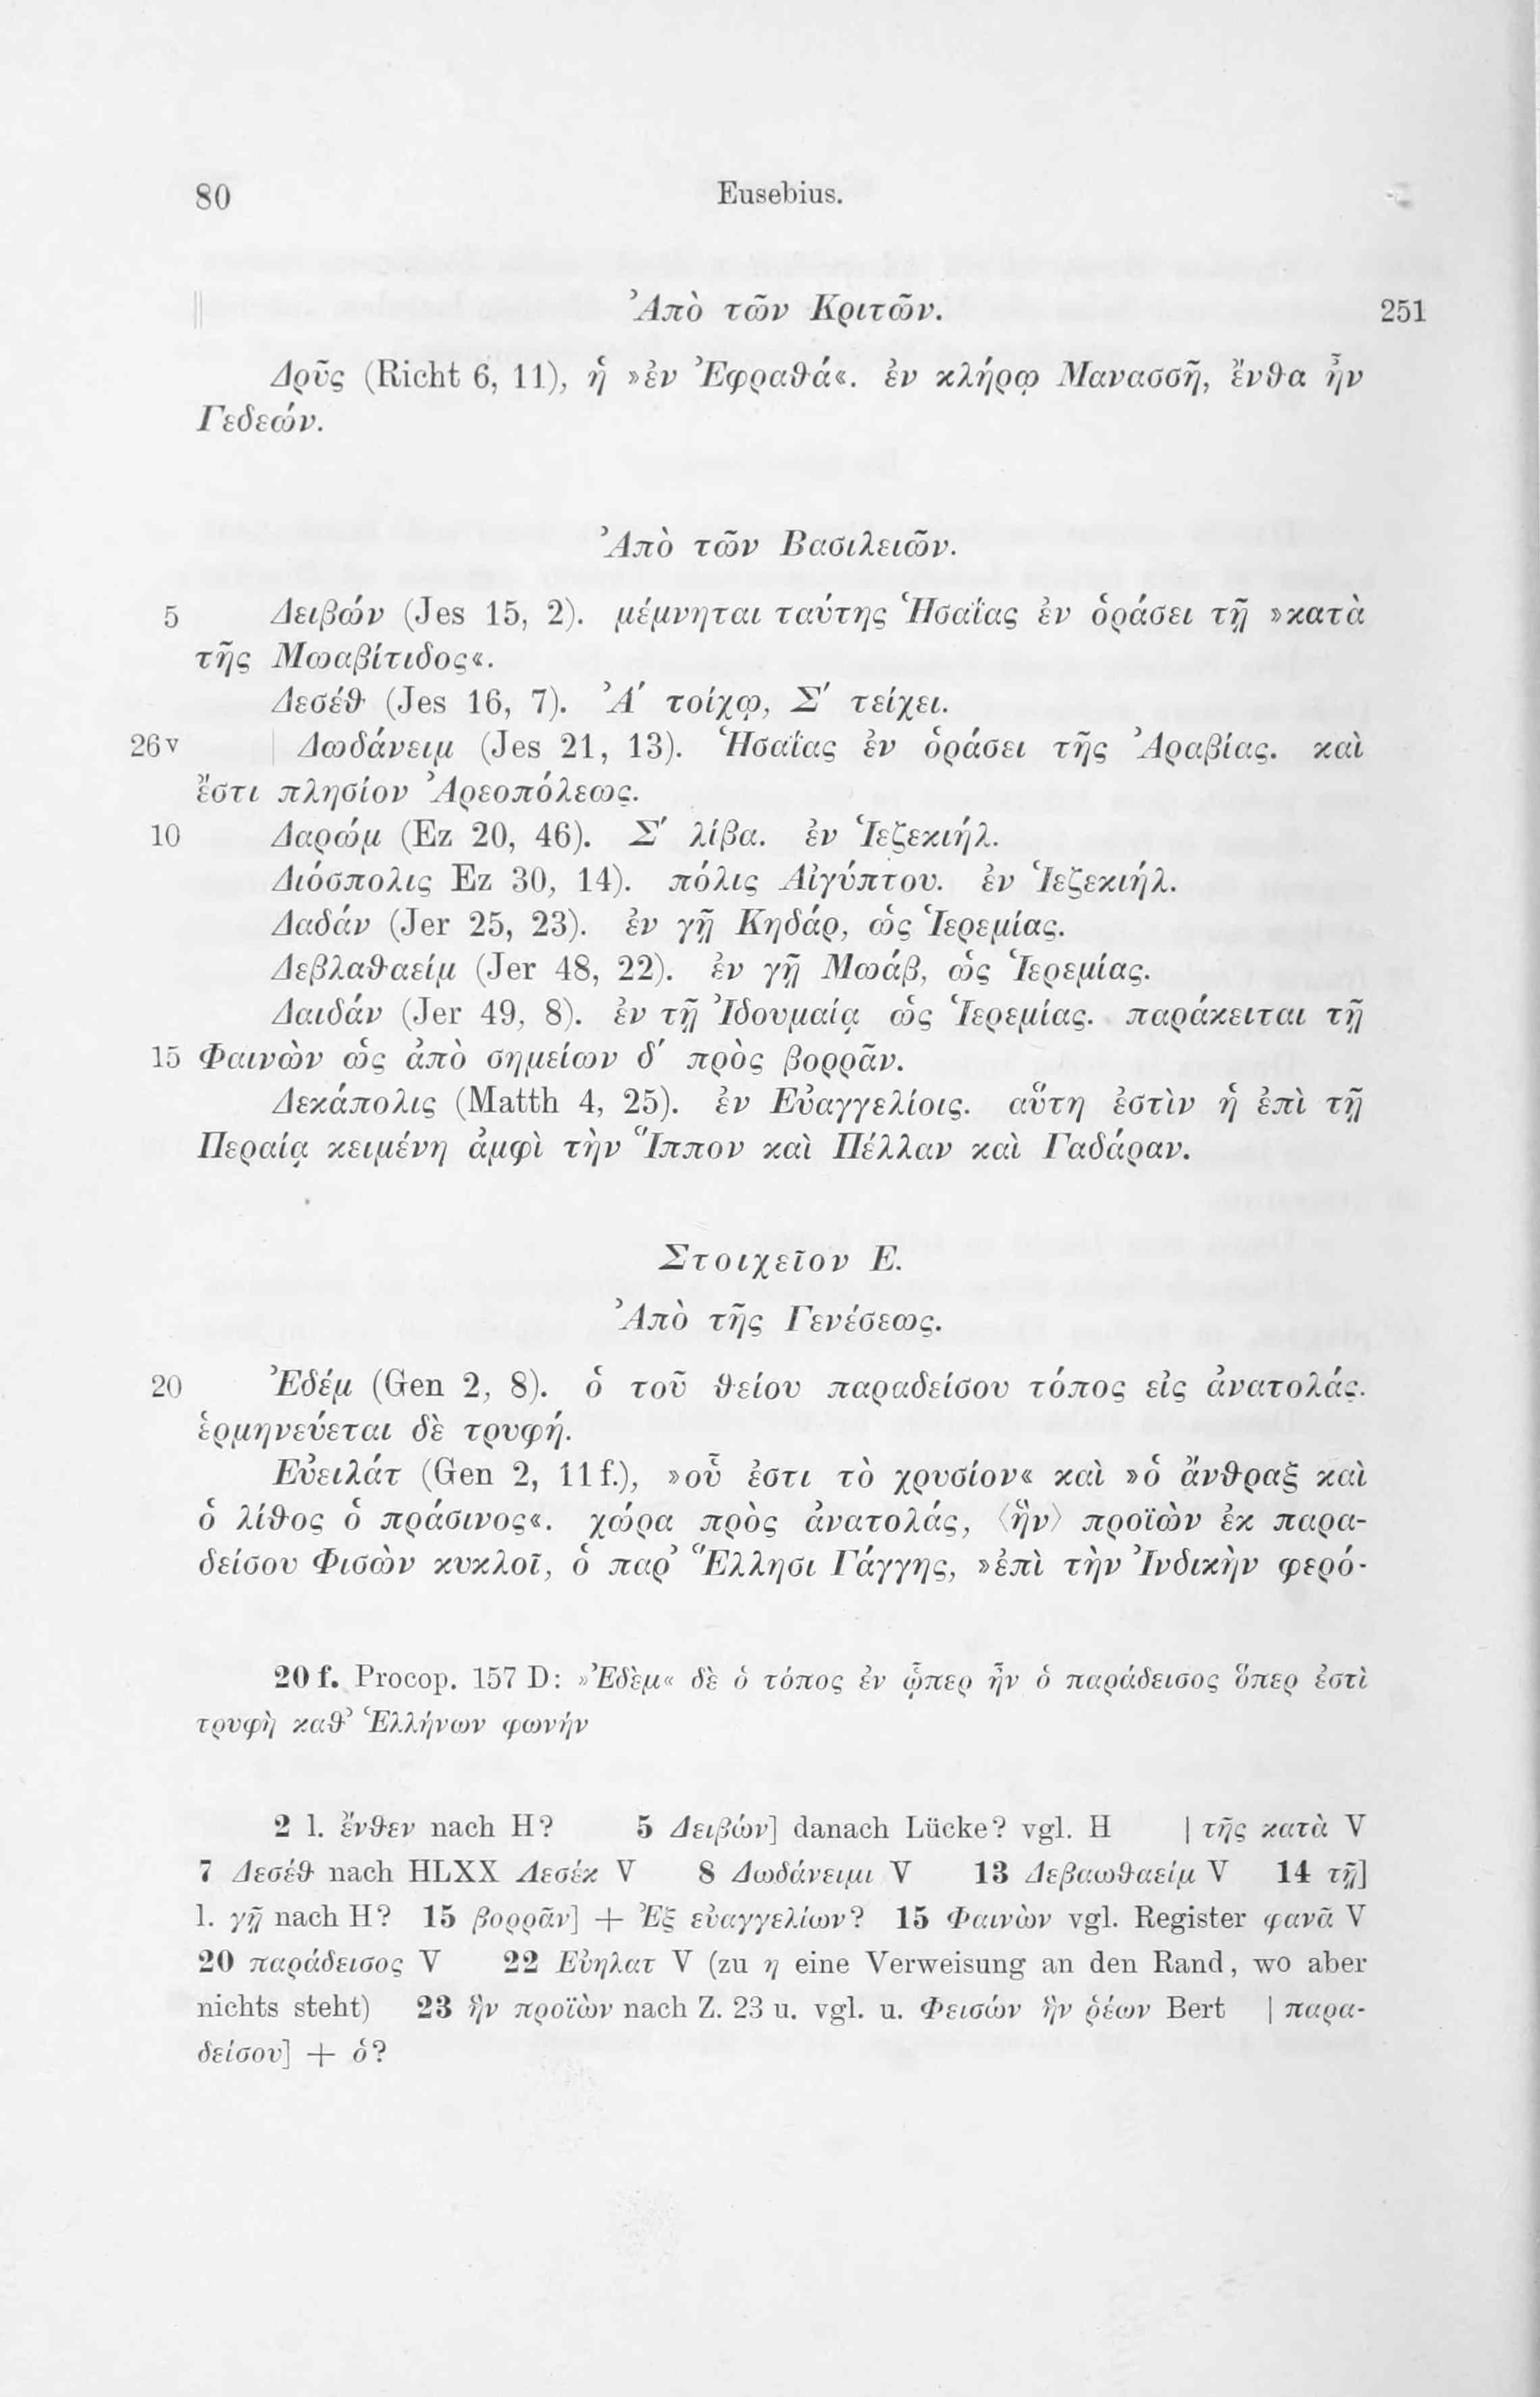 80 Eusebius.
Ἀπὸ τῶν Κριτῶν. 251
Δρῦς (Richt 6, 11), ἡ »ἐν Ἐφραθά«. ἐν κλήρῳ Μανασσῆ, ἔνθα ἦν
Γεδεών.
Ἀπὸ τῶν Βασιλειῶν.
5 Δειβών (Jes 15, 2). μέμνηται ταύτης Ἡσαΐας ἐν ὁράσει τῇ »κατὰ
τῆς Μωαβίτιδος«.
Δεσέθ (Jes 16, 7). Ἀ' τοίχῳ, Σ' τείχει.
26v | Δωδάνειμ (Jes 21, 13). Ἡσαΐας ἐν ὁράσει τῆς Ἀραβίας. καὶ
ἔστι πλησίον Ἀρεοπόλεως.
10 Δαρώμ (Ez 20, 46). Σ' λίβα. ἐν Ἰεζεκιήλ.
Διόσπολις Ez 30, 14). πόλις Αἰγύπτου. ἐν Ἰεζεκιήλ.
Δαδάν (Jer 25, 23). ἐν γῇ Κηδάρ, ὡς Ἱερεμίας.
Δεβλαθαείμ (Jer 48, 22). ἐν γῇ Μωάβ, ὡς Ἱερεμίας.
Δαιδάν (Jer 49, 8). ἐν τῇ Ἰδουμαίᾳ ὡς Ἱερεμίας. παράκειται τῇ
15 Φαινὼν ὡς ἀπὸ σημείων δ' πρὸς βορρᾶν.
Δεκάπολις (Matth 4, 25). ἐν Εὐαγγελίοις. αὕτη ἐστὶν ἡ ἐπὶ τῇ
Περαίᾳ κειμένη ἀμφὶ τὴν Ἵππον καὶ Πέλλαν καὶ Γαδάραν.
Στοιχεῖον Ε.
Ἀπὸ τῆς Γενέσεως.
20 Ἐδέμ (Gen 2, 8). ὁ τοῦ θείου παραδείσου τόπος εἰς ἀνατολάς.
ἑρμηνεύεται δὲ τρυφή.
Εὐειλάτ (Gen 2, 11 f.), »οὗ ἐστι τὸ χρυσίον« καὶ »ὁ ἄνθραξ καὶ
ὁ λίθος ὁ πράσινος«. χώρα πρὸς ἀνατολάς, 〈ἣν〉 προϊὼν ἐκ παρα-
δείσου Φισὼν κυκλοῖ, ὁ παρ' Ἕλλησι Γάγγης, »ἐπὶ τὴν Ἰνδικὴν φερό-
20 f. Procop. 157 D: »Ἐδὲμ« δὲ ὁ τόπος ἐν ᾧπερ ἦν ὁ παράδεισος ὅπερ ἐστὶ
τρυφὴ καθ' Ἑλλήνων φωνήν
2 l. ἔνθεν nach H? 5 Δειβών] danach Lücke? vgl. H | τῆς κατὰ V
7 Δεσέθ nach HLXX Δεσέκ V 8 Δωδάνειμι V 13 Δεβαωθαείμ V 14 τῇ]
l. γῇ nach H? 15 βορρᾶν] + Ἐξ εὐαγγελίων? 15 Φαινὼν vgl. Register φανᾶ V
20 παράδεισος V 22 Εὐηλατ V (zu η eine Verweisung an den Rand, wo aber
nichts steht) 23 ἣν προϊὼν nach Z. 23 u. vgl. u. Φεισών ἣν ῥέων Bert | παρα-
δείσου] + ὁ?